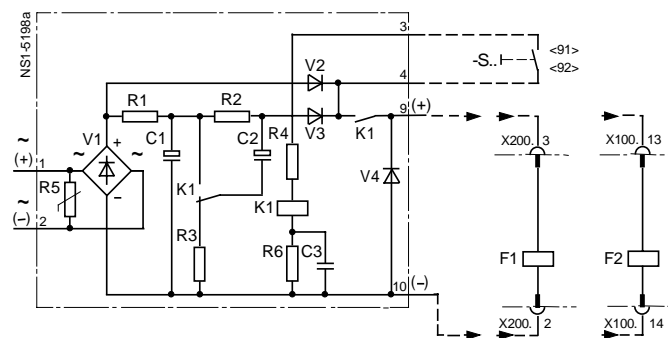 NS1-5198a
3
V2
4
-S..
<91>
<92>
R1
R2
V3
9 (+)
K1
~
V1
+
~
~
C1
C2
R4
X200. 3
X100. 13
(+)
1
R5
K1
K1
V4
~
−
(−)
2
R3
R6
C3
F1
F2
10 (−)
X200. 2
X100. 14